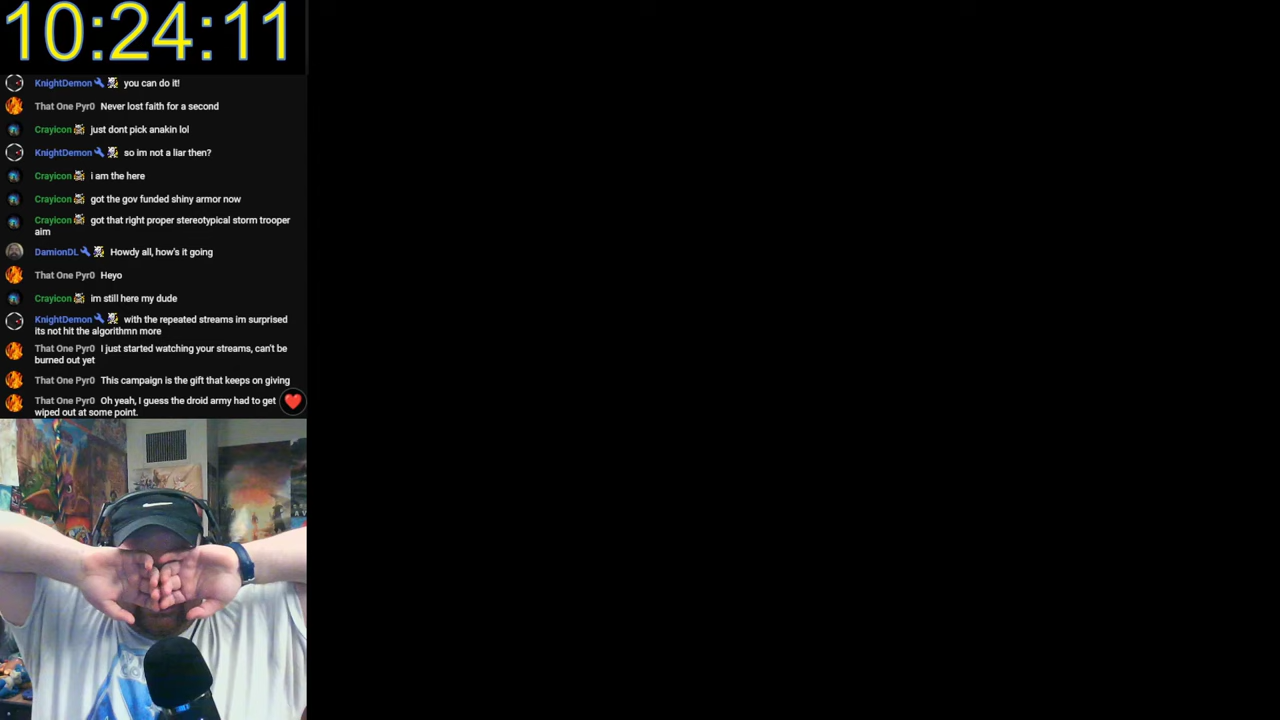 10:24:11
KnightDemon you can do it!
That One Pyr0 Never lost faith for a second
Crayicon just dont pick anakin lol
KnightDemon so im not a liar then?
Crayicon i am the here
Crayicon got the gov funded shiny armor now
Crayicon got that right proper stereotypical storm trooper
aim
DamionDL Howdy all, how's it going
That One Pyr0 Heyo
Crayicon im still here my dude
KnightDemon with the repeated streams im surprised
its not hit the algorithmn more
That One Pyr0 I just started watching your streams, can't be
burned out yet
That One Pyr0 This campaign is the gift that keeps on giving
That One Pyr0 Oh yeah, I guess the droid army had to get
wiped out at some point.